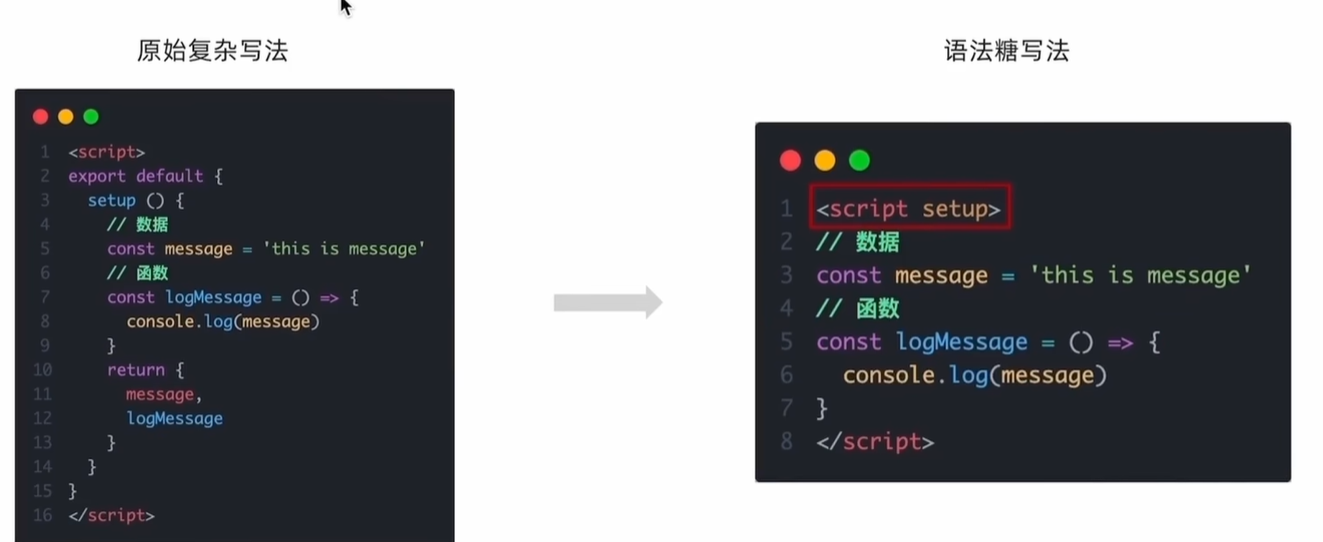 原始复杂写法
1 <script>
2 export default {
3   setup () {
4     // 数据
5     const message = 'this is message'
6     // 函数
7     const logMessage = () => {
8       console.log(message)
9     }
10     return {
11       message,
12       logMessage
13     }
14   }
15 }
16 </script>
语法糖写法
1 <script setup>
2 // 数据
3 const message = 'this is message'
4 // 函数
5 const logMessage = () => {
6   console.log(message)
7 }
8 </script>